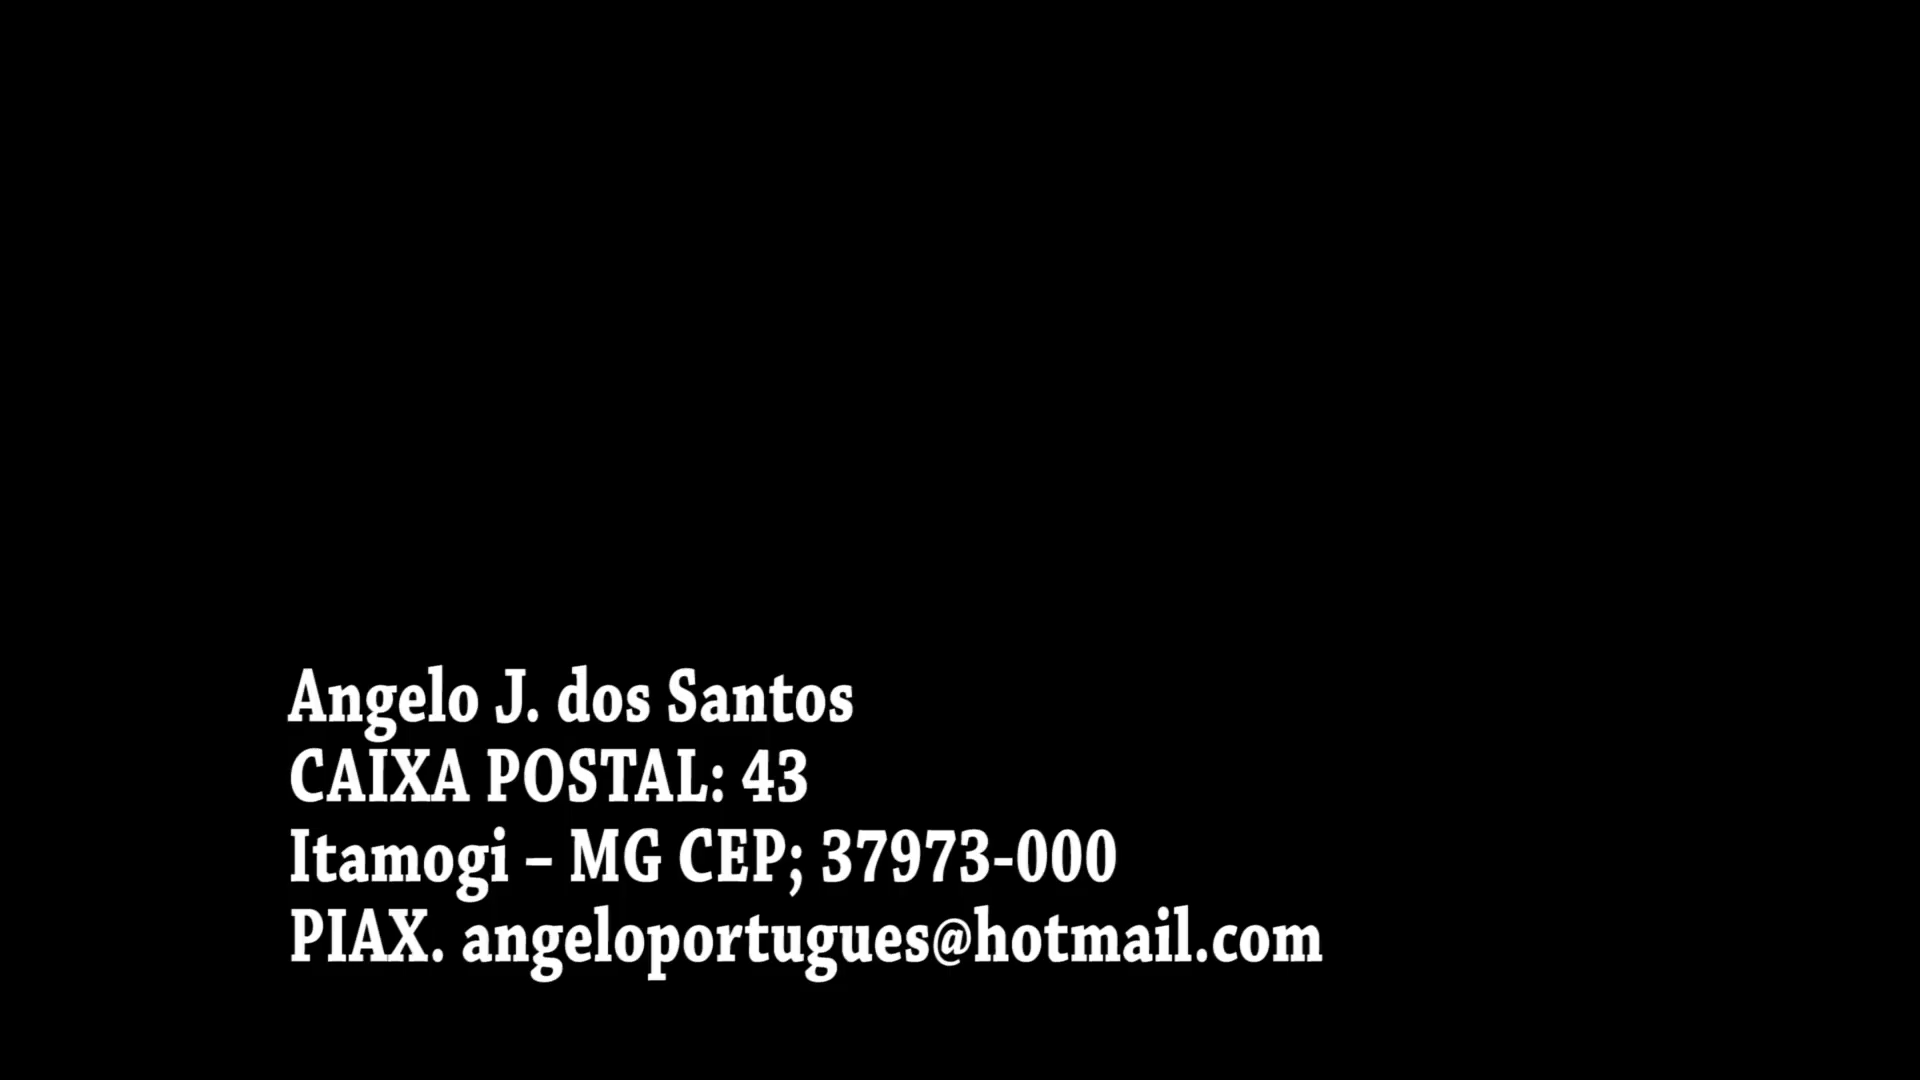 Angelo J. dos Santos
CAIXA POSTAL: 43
Itamogi – MG CEP; 37973-000
PIAX. angeloportugues@hotmail.com